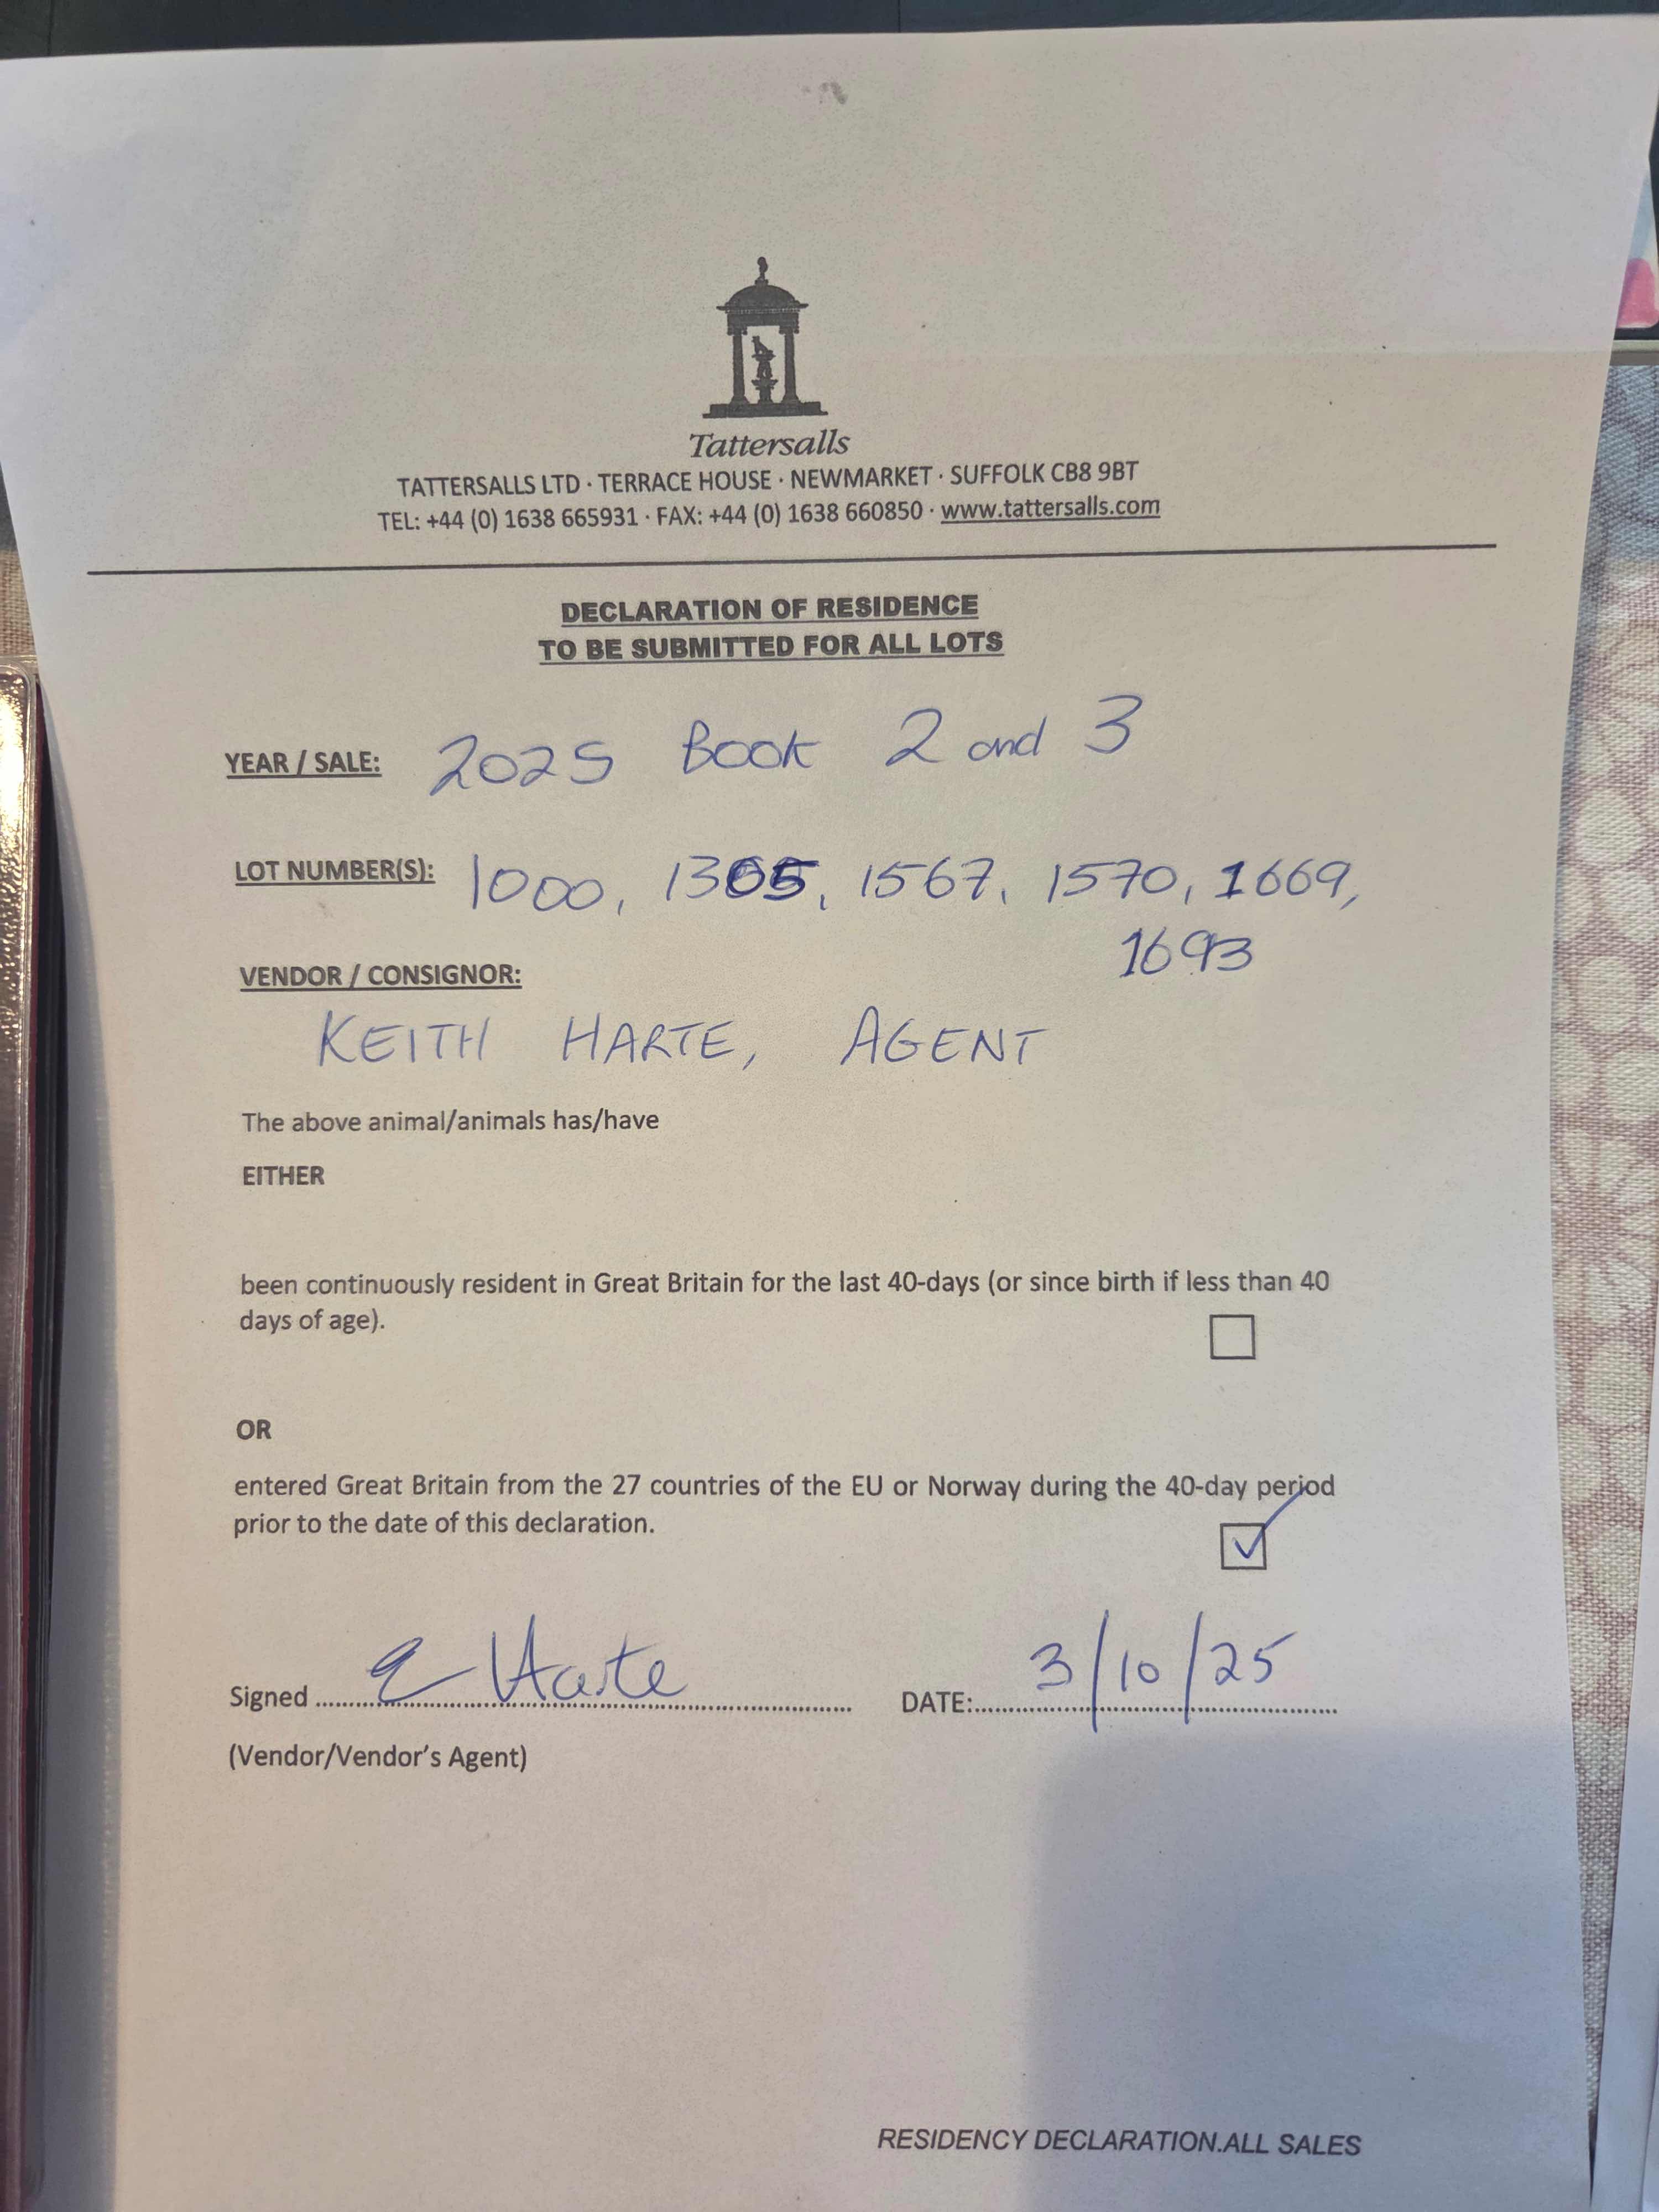 Tattersalls
TATTERSALLS LTD · TERRACE HOUSE · NEWMARKET · SUFFOLK CB8 9BT
TEL: +44 (0) 1638 665931 · FAX: +44 (0) 1638 660850 · www.tattersalls.com
DECLARATION OF RESIDENCE
TO BE SUBMITTED FOR ALL LOTS
YEAR / SALE: 2025 Book 2 and 3
LOT NUMBER(S): 1000, 1305, 1567, 1570, 1669,
1693
VENDOR / CONSIGNOR:
KEITH HARTE, AGENT
The above animal/animals has/have
EITHER
been continuously resident in Great Britain for the last 40-days (or since birth if less than 40
days of age).
OR
entered Great Britain from the 27 countries of the EU or Norway during the 40-day period
prior to the date of this declaration.
Signed Harte DATE: 3/10/25
(Vendor/Vendor's Agent)
RESIDENCY DECLARATION.ALL SALES